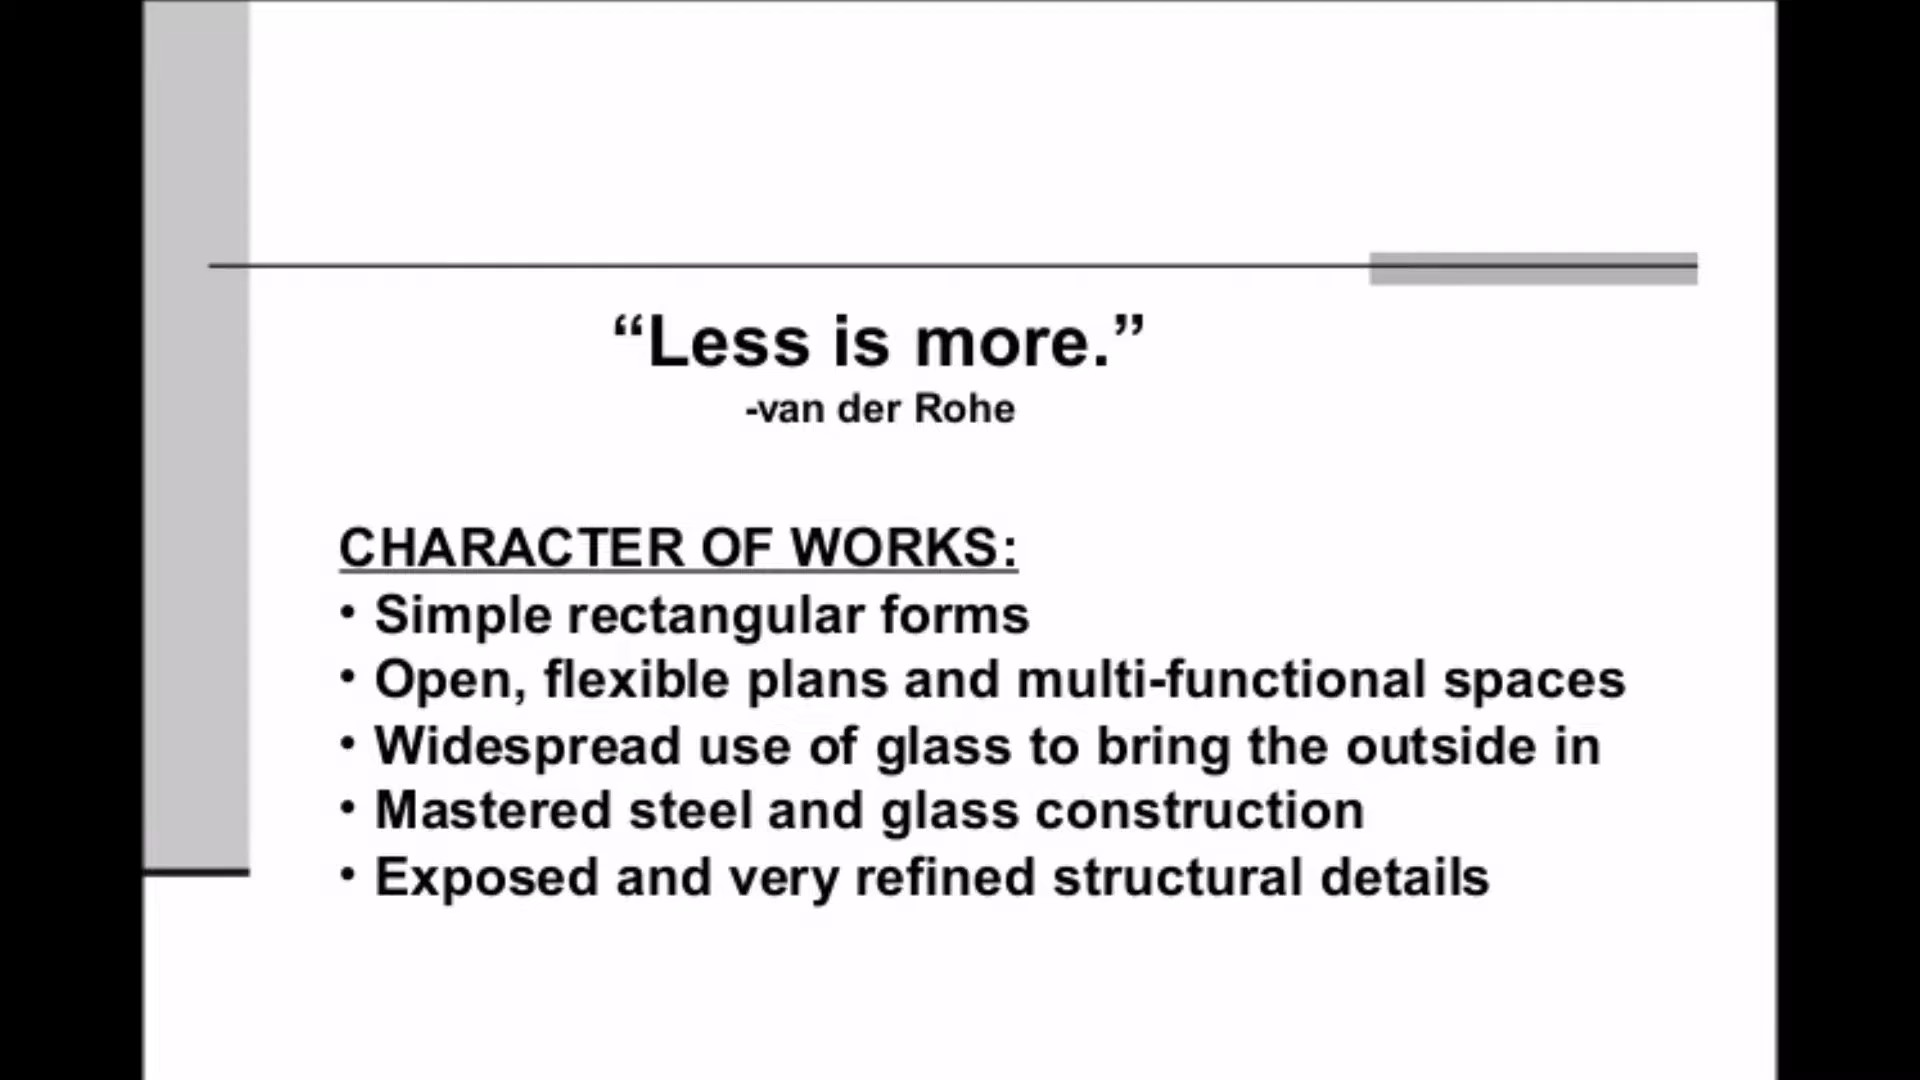 “Less is more.”
-van der Rohe
CHARACTER OF WORKS:
• Simple rectangular forms
• Open, flexible plans and multi-functional spaces
• Widespread use of glass to bring the outside in
• Mastered steel and glass construction
• Exposed and very refined structural details